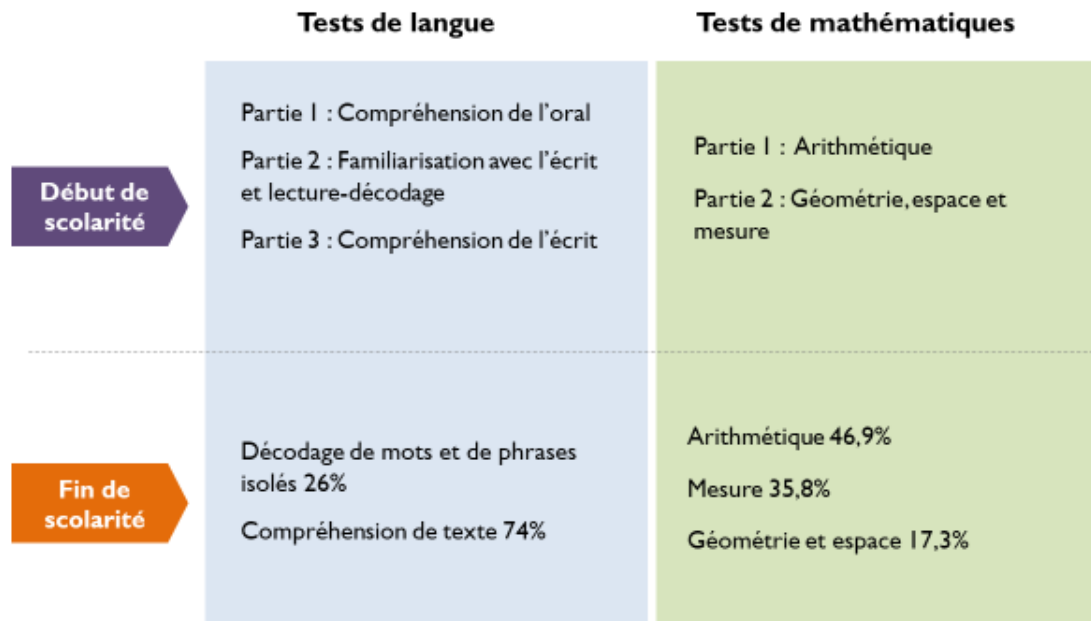 Tests de langue
Tests de mathématiques
Début de
scolarité
Partie 1 : Compréhension de l'oral
Partie 2 : Familiarisation avec l'écrit
et lecture-décodage
Partie 3 : Compréhension de l'écrit
Partie 1 : Arithmétique
Partie 2 : Géométrie, espace et
mesure
Fin de
scolarité
Décodage de mots et de phrases
isolés 26%
Compréhension de texte 74%
Arithmétique 46,9%
Mesure 35,8%
Géométrie et espace 17,3%